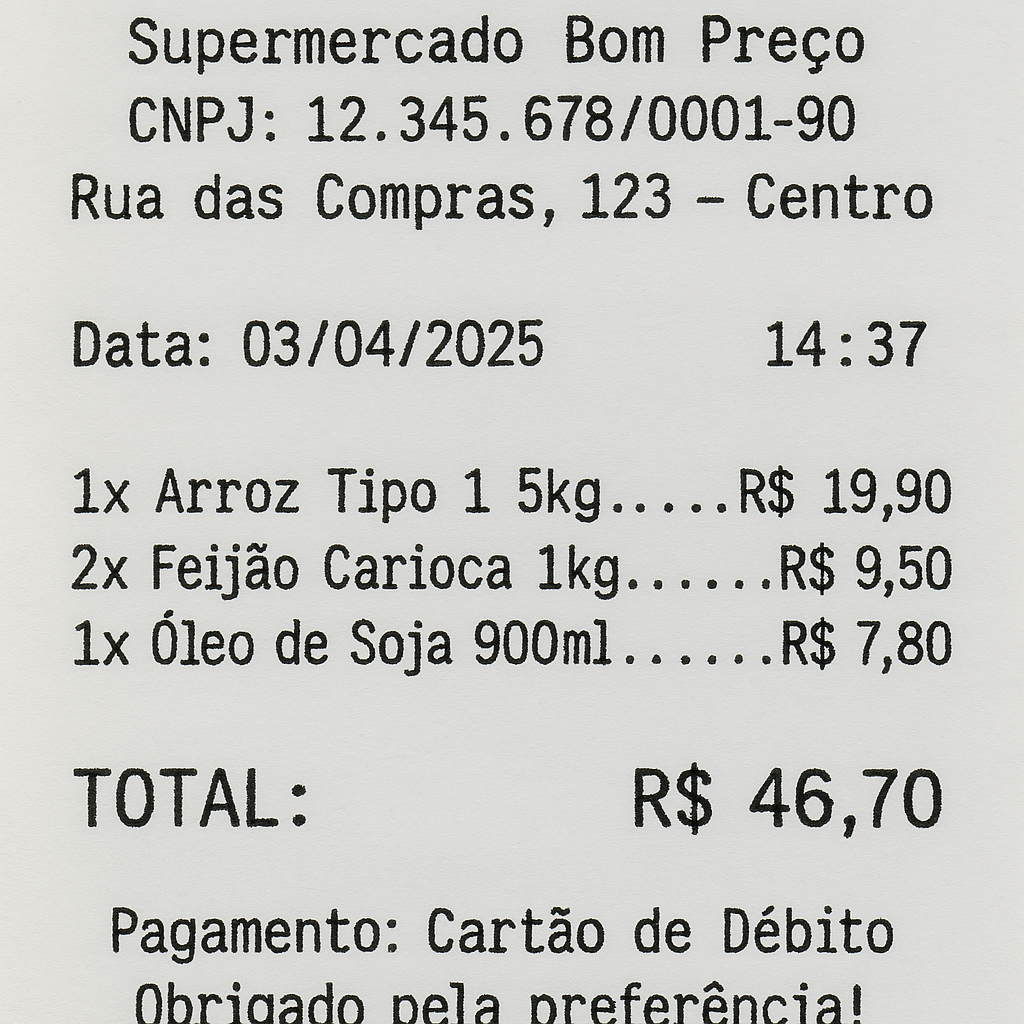 Supermercado Bom Preço
CNPJ: 12.345.678/0001-90
Rua das Compras, 123 – Centro
Data: 03/04/2025 14:37
1x Arroz Tipo 1 5kg.....R$ 19,90
2x Feijão Carioca 1kg......R$ 9,50
1x Óleo de Soja 900ml......R$ 7,80
TOTAL: R$ 46,70
Pagamento: Cartão de Débito
Obrigado pela preferência!